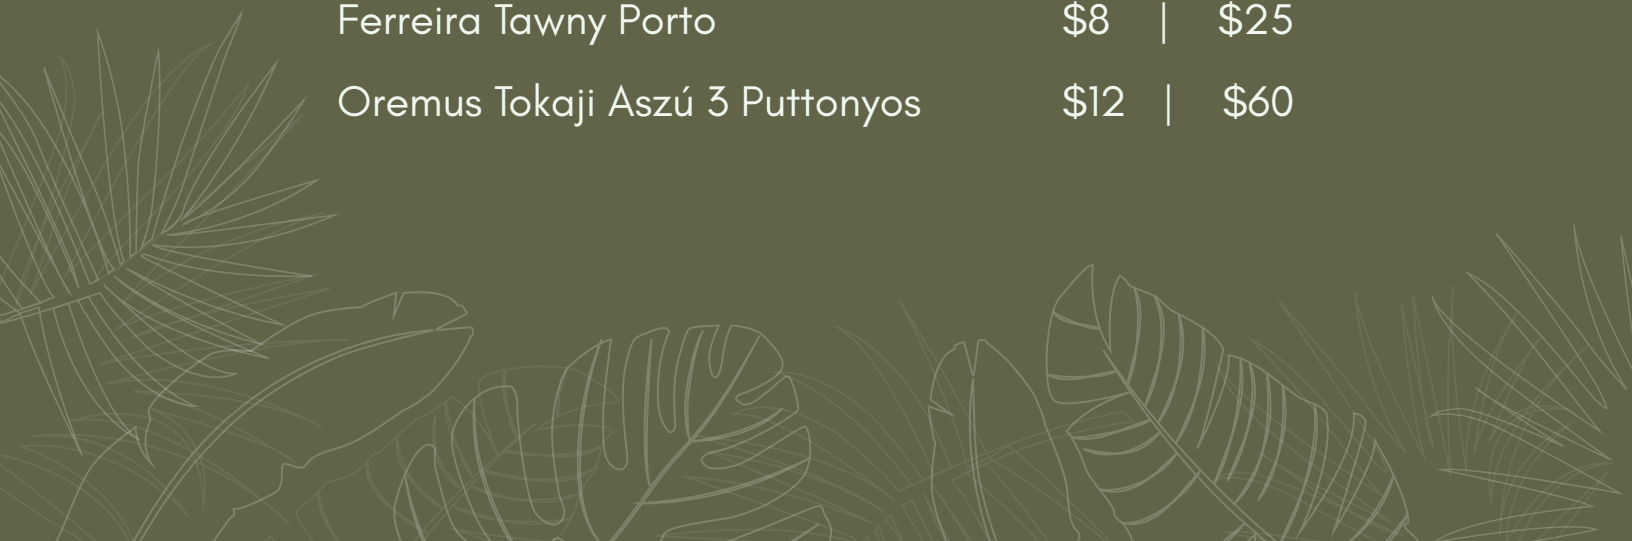 Ferreira Tawny Porto $8 | $25
Oremus Tokaji Aszú 3 Puttonyos $12 | $60